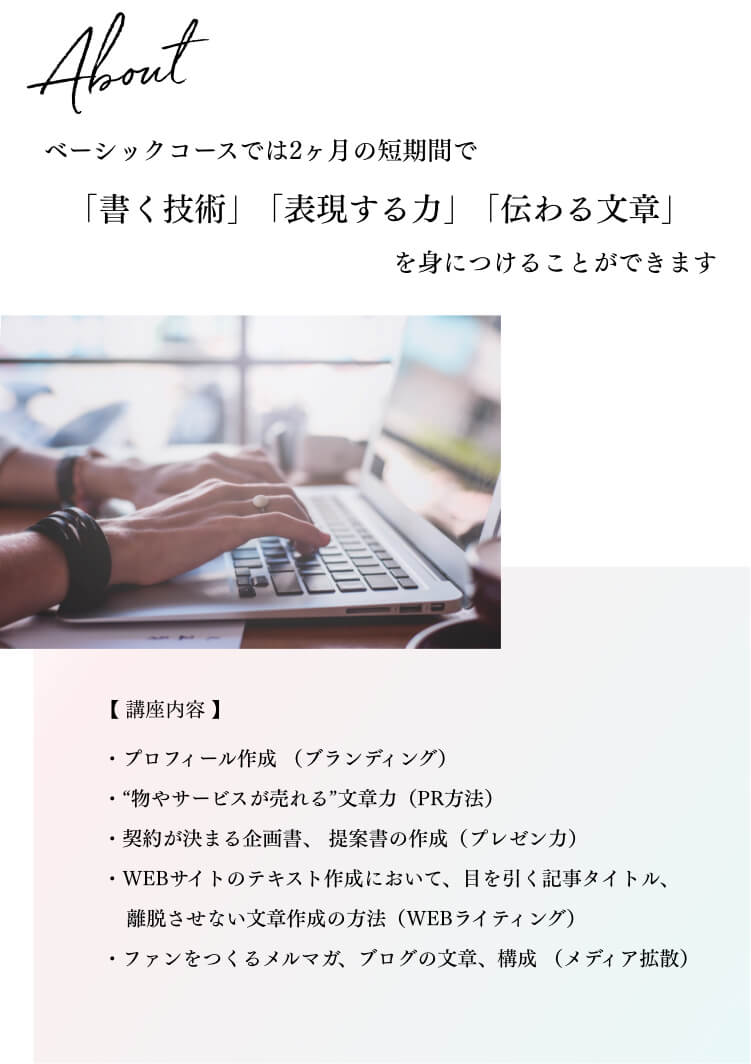 About
ベーシックコースでは2ヶ月の短期間で
「書く技術」「表現する力」「伝わる文章」
を身につけることができます
【 講座内容 】
・プロフィール作成 （ブランディング）
・“物やサービスが売れる”文章力（PR方法）
・契約が決まる企画書、 提案書の作成（プレゼン力）
・WEBサイトのテキスト作成において、目を引く記事タイトル、
離脱させない文章作成の方法（WEBライティング）
・ファンをつくるメルマガ、ブログの文章、構成 （メディア拡散）